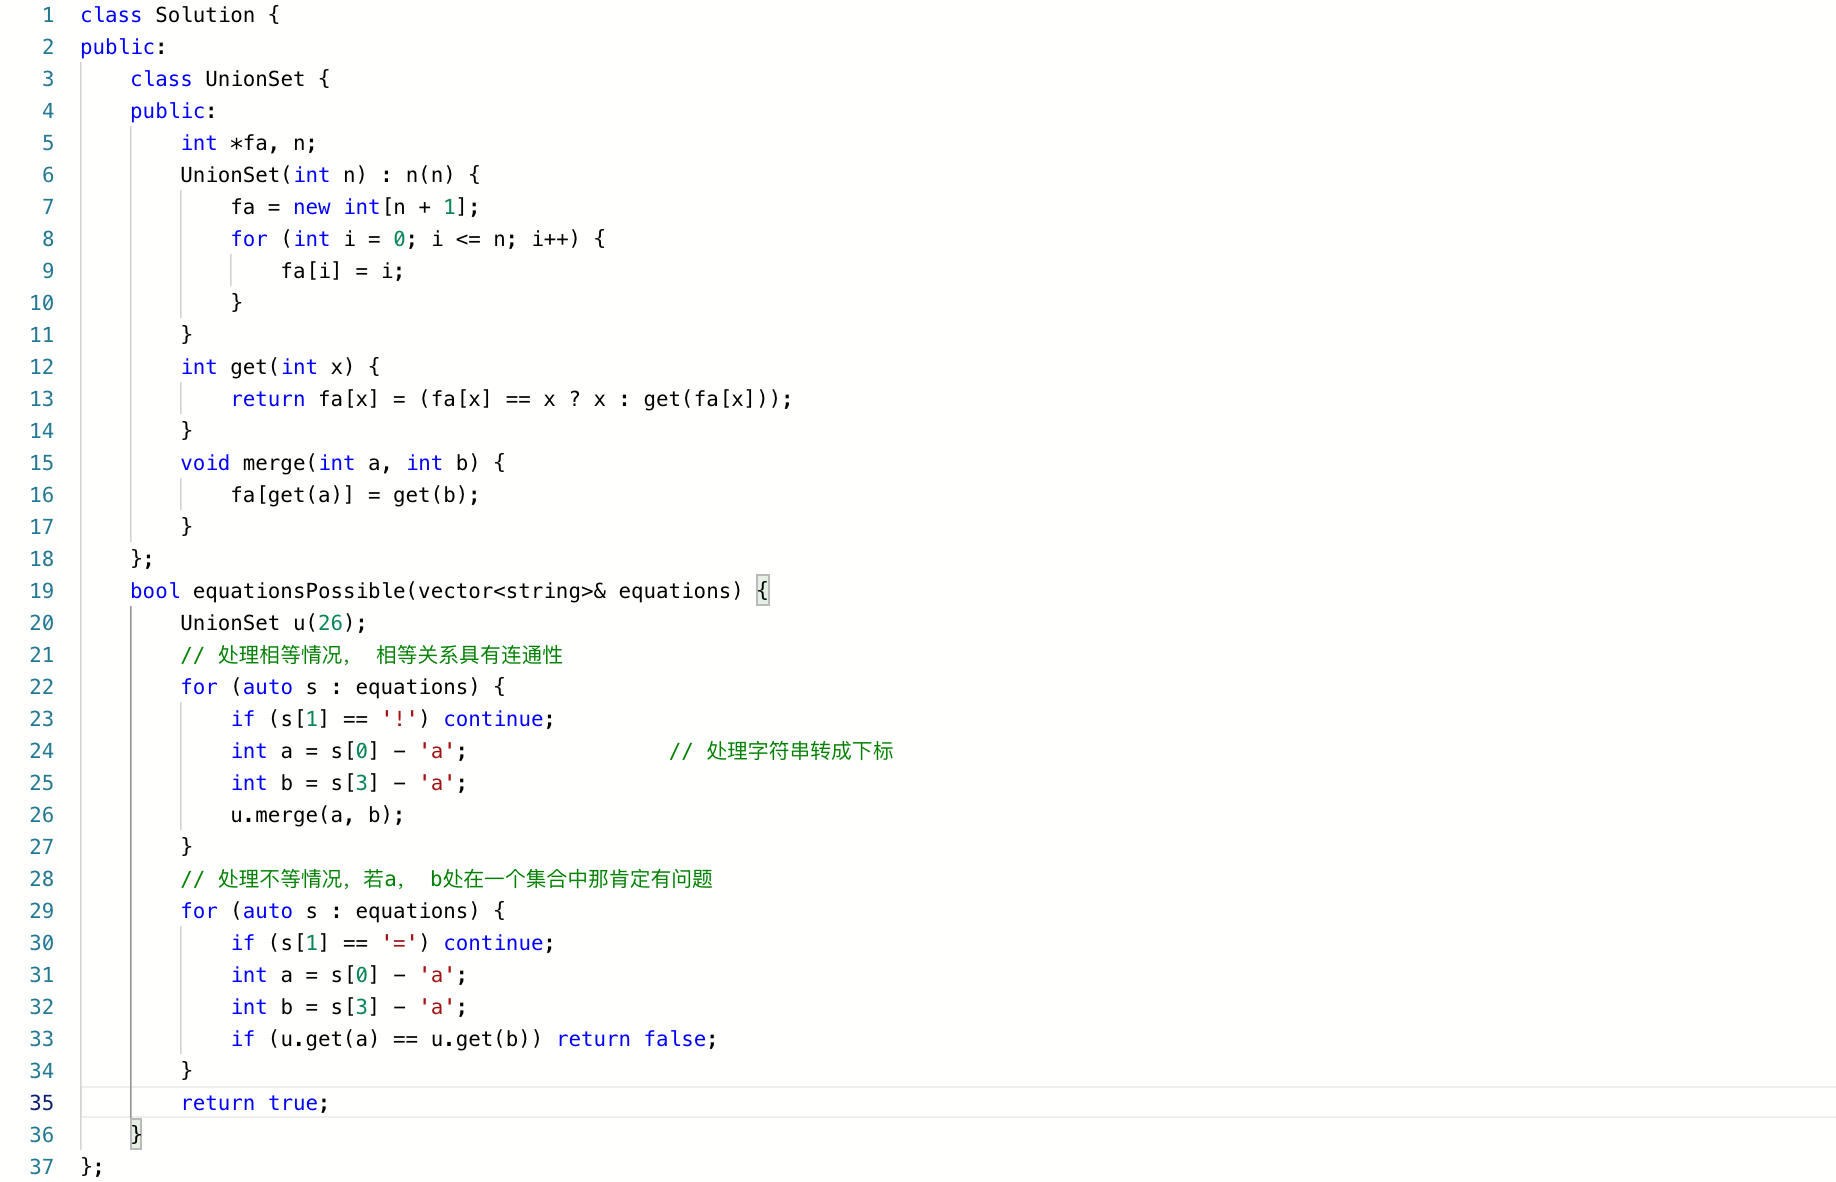 1 class Solution {
2 public:
3     class UnionSet {
4     public:
5         int *fa, n;
6         UnionSet(int n) : n(n) {
7             fa = new int[n + 1];
8             for (int i = 0; i <= n; i++) {
9                 fa[i] = i;
10             }
11         }
12         int get(int x) {
13             return fa[x] = (fa[x] == x ? x : get(fa[x]));
14         }
15         void merge(int a, int b) {
16             fa[get(a)] = get(b);
17         }
18     };
19     bool equationsPossible(vector<string>& equations) {
20         UnionSet u(26);
21         // 处理相等情况， 相等关系具有连通性
22         for (auto s : equations) {
23             if (s[1] == '!') continue;
24             int a = s[0] - 'a';                // 处理字符串转成下标
25             int b = s[3] - 'a';
26             u.merge(a, b);
27         }
28         // 处理不等情况，若a， b处在一个集合中那肯定有问题
29         for (auto s : equations) {
30             if (s[1] == '=') continue;
31             int a = s[0] - 'a';
32             int b = s[3] - 'a';
33             if (u.get(a) == u.get(b)) return false;
34         }
35         return true;
36     }
37 };